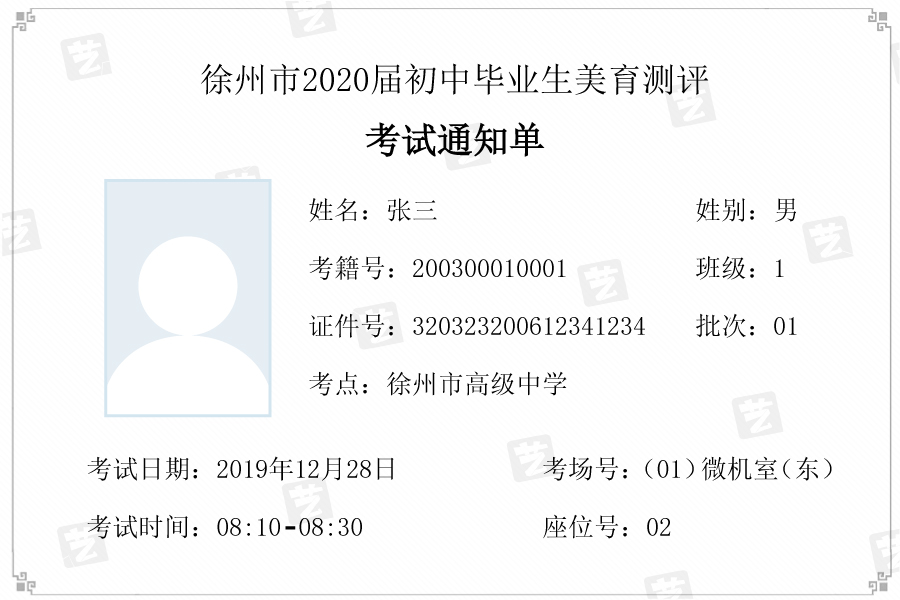 徐州市2020届初中毕业生美育测评
考试通知单
姓名：张三 姓别：男
考籍号：200300010001 班级：1
证件号：320323200612341234 批次：01
考点：徐州市高级中学
考试日期：2019年12月28日 考场号：（01）微机室（东）
考试时间：08:10-08:30 座位号：02
艺